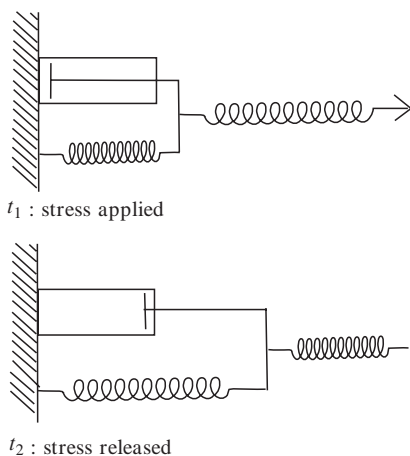 t₁ : stress applied
t₂ : stress released